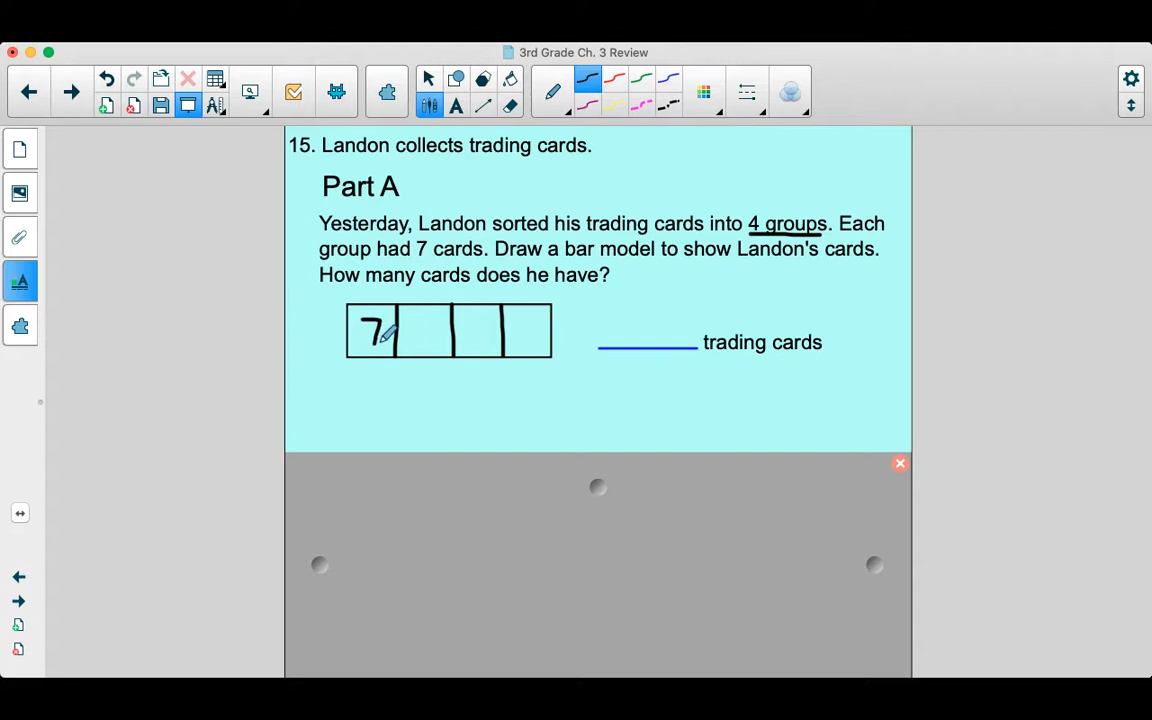 3rd Grade Ch. 3 Review
15. Landon collects trading cards.
Part A
Yesterday, Landon sorted his trading cards into 4 groups. Each
group had 7 cards. Draw a bar model to show Landon's cards.
How many cards does he have?
7
trading cards